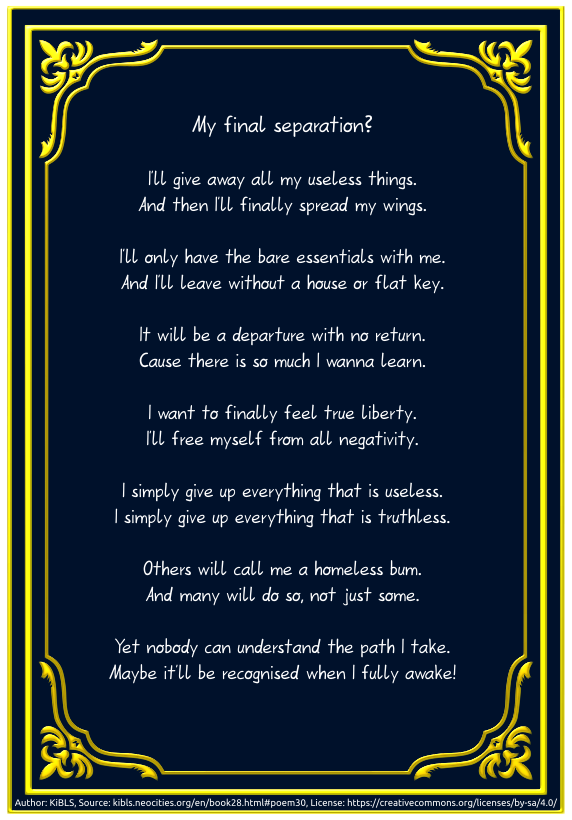 My final separation?
I'll give away all my useless things.
And then I'll finally spread my wings.
I'll only have the bare essentials with me.
And I'll leave without a house or flat key.
It will be a departure with no return.
Cause there is so much I wanna learn.
I want to finally feel true liberty.
I'll free myself from all negativity.
I simply give up everything that is useless.
I simply give up everything that is truthless.
Others will call me a homeless bum.
And many will do so, not just some.
Yet nobody can understand the path I take.
Maybe it'll be recognised when I fully awake!
Author: KiBLS, Source: kibls.neocities.org/en/book28.html#poem30, License: https://creativecommons.org/licenses/by-sa/4.0/